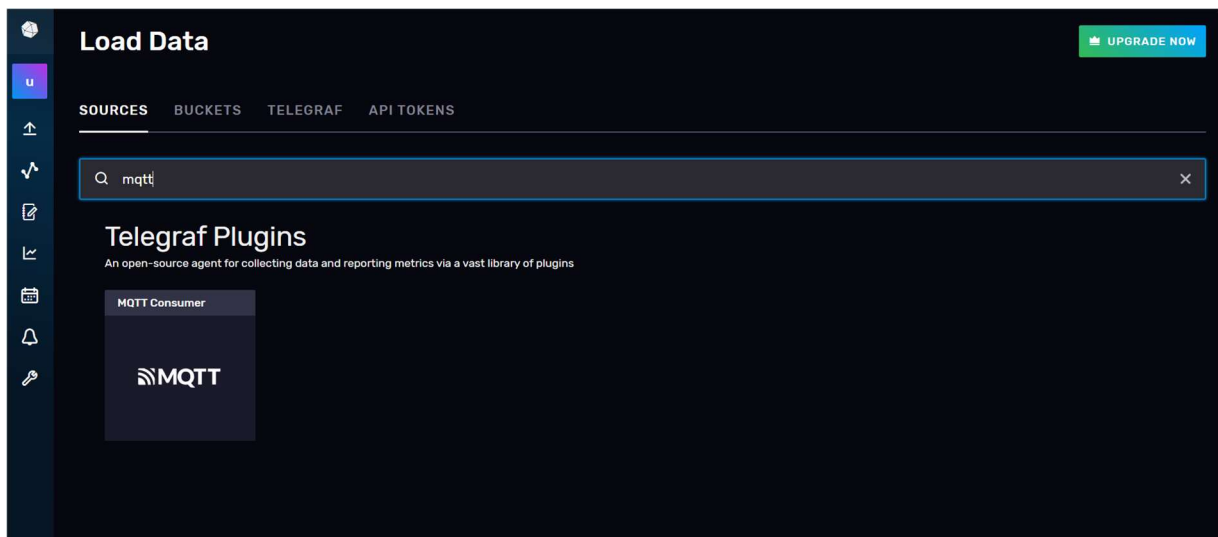 Load Data
UPGRADE NOW
u
SOURCES BUCKETS TELEGRAF API TOKENS
mqtt
Telegraf Plugins
An open-source agent for collecting data and reporting metrics via a vast library of plugins
MQTT Consumer
MQTT